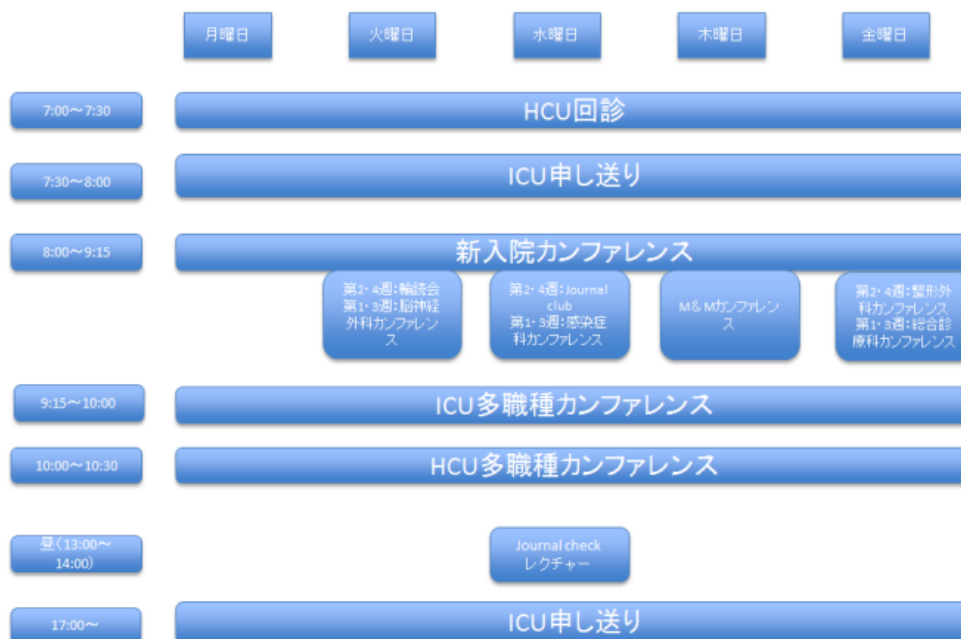 月曜日
火曜日
水曜日
木曜日
金曜日
7:00～7:30
HCU回診
7:30～8:00
ICU申し送り
8:00～9:15
新入院カンファレンス
第2・4週:輪読会
第1・3週:脳神経
外科カンファレン
ス
第2・4週:Journal
club
第1・3週:感染症
科カンファレンス
M&Mカンファレン
ス
第2・4週:整形外
科カンファレンス
第1・3週:総合診
療科カンファレンス
9:15～10:00
ICU多職種カンファレンス
10:00～10:30
HCU多職種カンファレンス
昼(13:00～
14:00)
Journal check
レクチャー
17:00～
ICU申し送り